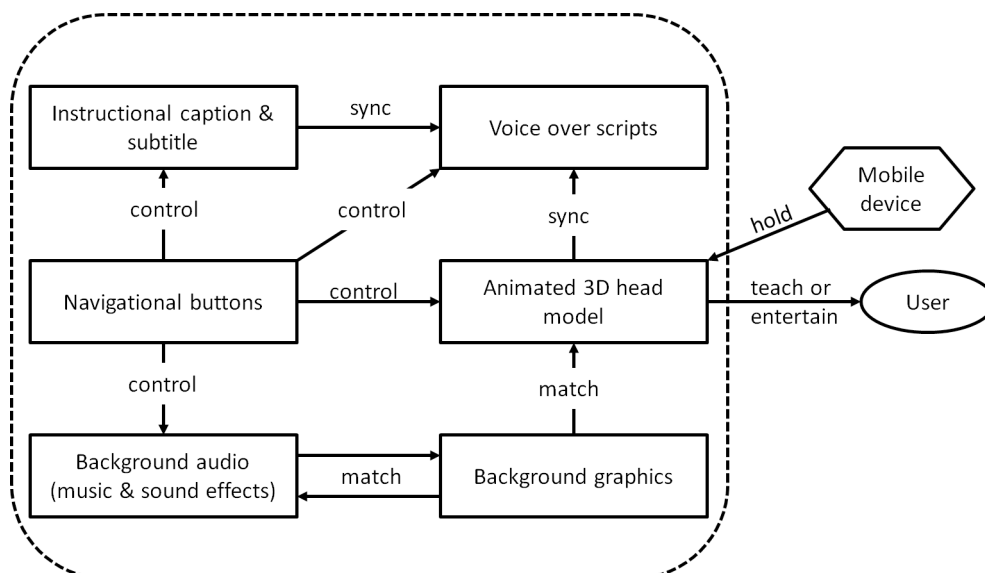 Instructional caption &
subtitle
sync
Voice over scripts
Mobile
device
control
control
sync
hold
Navigational buttons
control
Animated 3D head
model
teach or
entertain
User
control
match
Background audio
(music & sound effects)
match
Background graphics